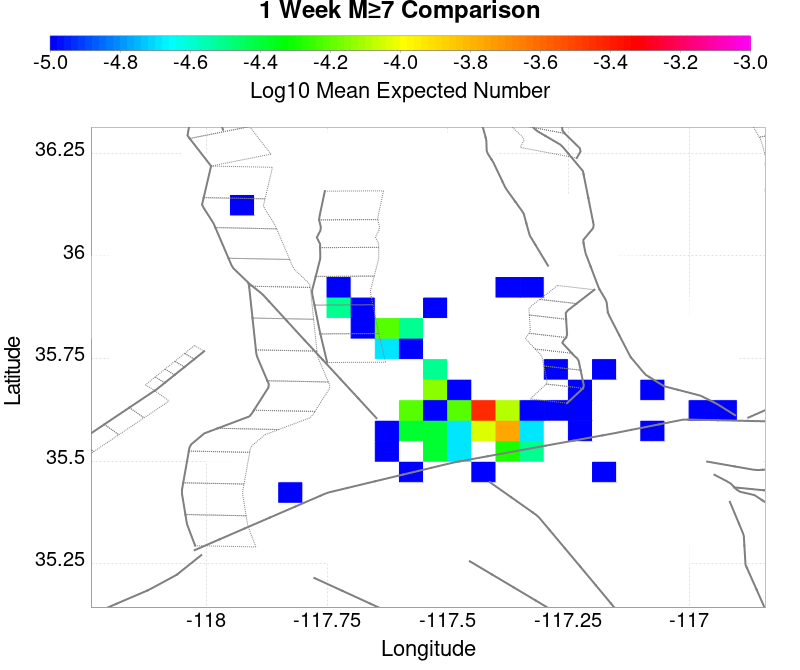 1 Week M≥7 Comparison
-5.0 -4.8 -4.6 -4.4 -4.2 -4.0 -3.8 -3.6 -3.4 -3.2 -3.0
Log10 Mean Expected Number
36.25
36
35.75
35.5
35.25
Latitude
-118 -117.75 -117.5 -117.25 -117
Longitude